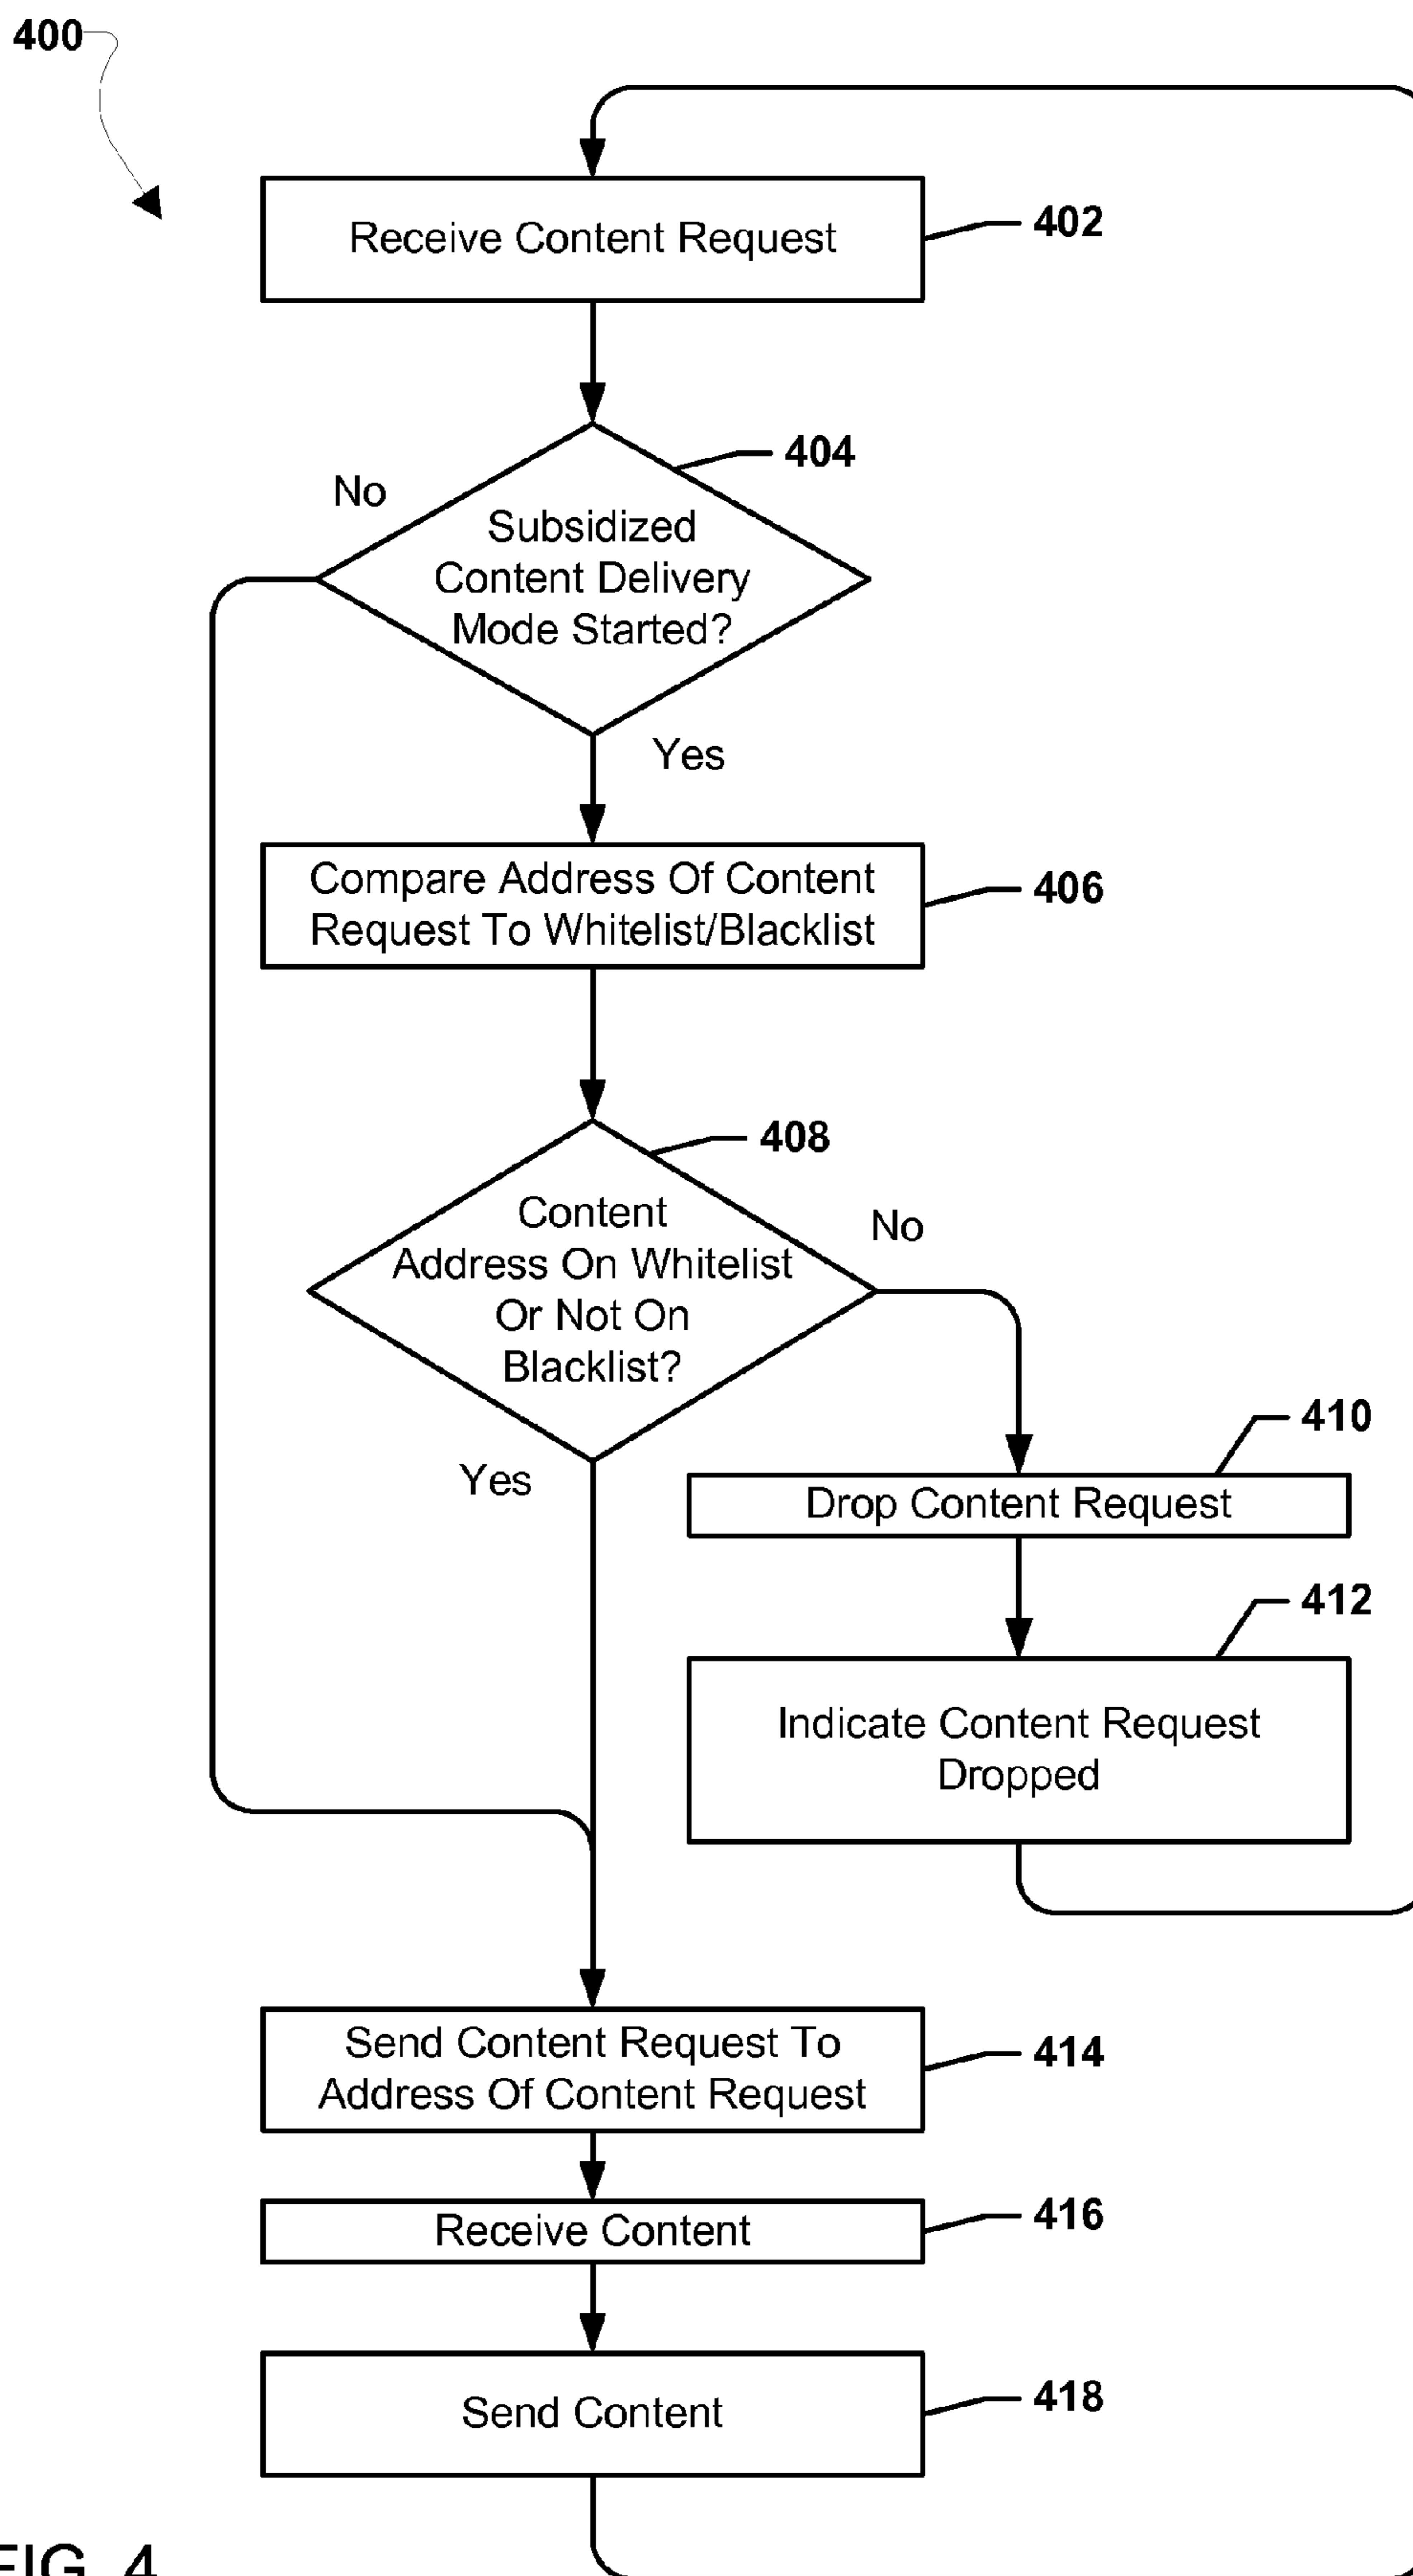 400
Receive Content Request
402
404
No
Subsidized
Content Delivery
Mode Started?
Yes
Compare Address Of Content
Request To Whitelist/Blacklist
406
408
Content
Address On Whitelist
Or Not On
Blacklist?
No
Yes
410
Drop Content Request
412
Indicate Content Request
Dropped
Send Content Request To
Address Of Content Request
414
Receive Content
416
Send Content
418
FIG. 4